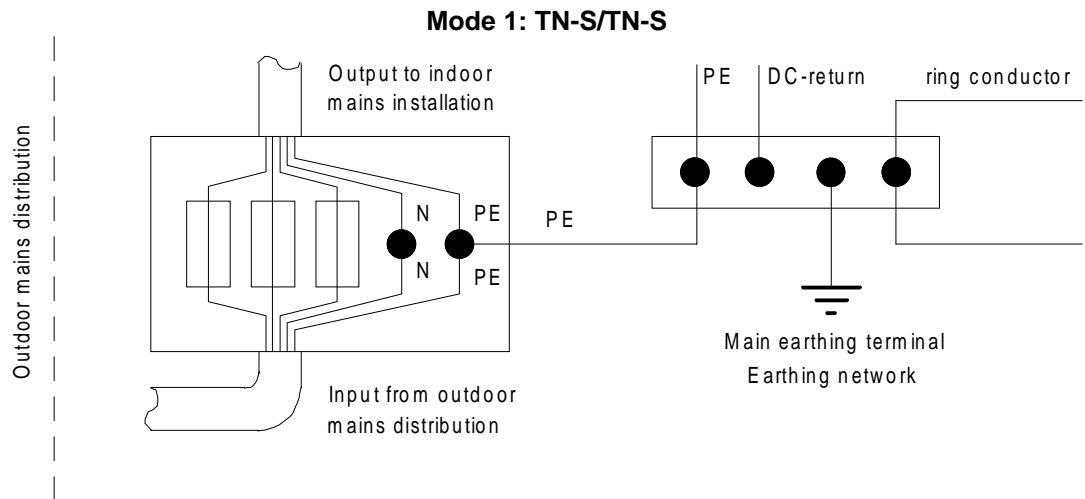 Mode 1: TN-S/TN-S
Outdoor mains distribution
Output to indoor
mains installation
PE
DC-return
ring conductor
N
PE
PE
N
PE
Main earthing terminal
Earthing network
Input from outdoor
mains distribution